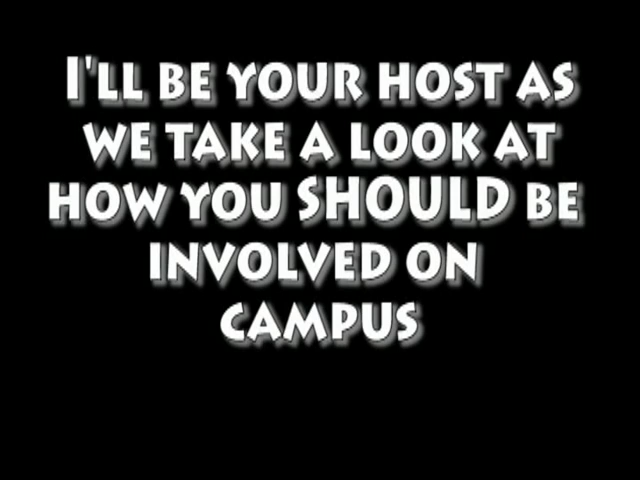 I'LL BE YOUR HOST AS
WE TAKE A LOOK AT
HOW YOU SHOULD BE
INVOLVED ON
CAMPUS